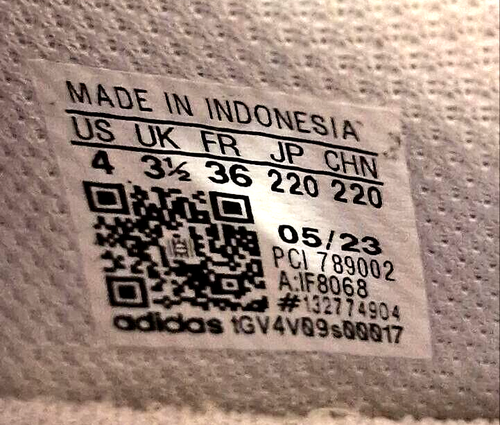 MADE IN INDONESIA
US UK FR JP CHN
4 3½ 36 220 220
05/23
PCI 789002
A:IF8068
#132774904
adidas tGV4V09s00017